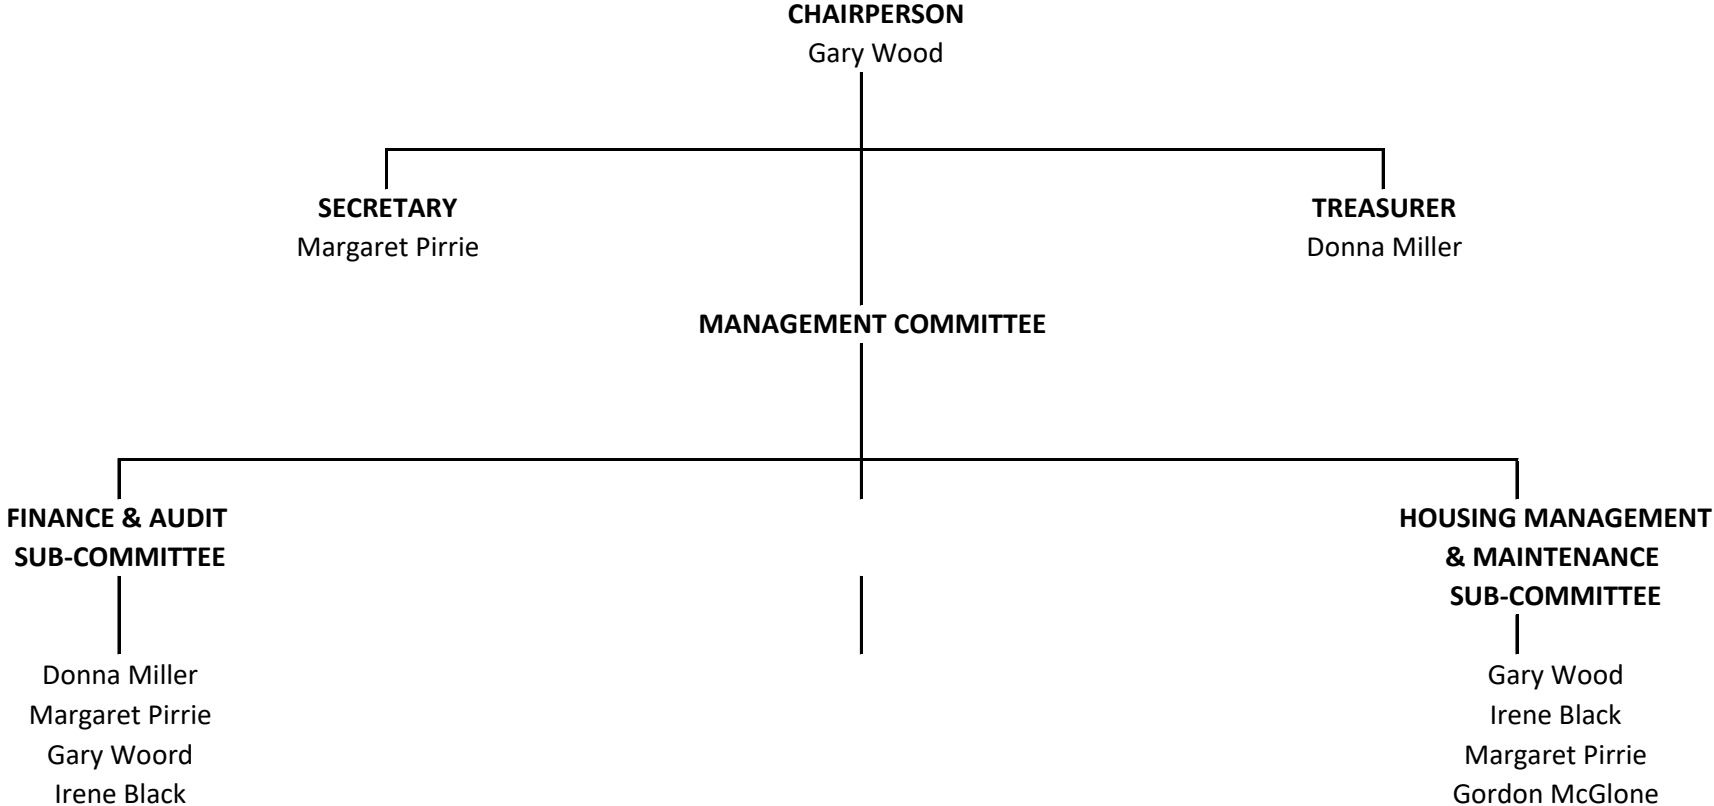 CHAIRPERSON
Gary Wood
SECRETARY
Margaret Pirrie
TREASURER
Donna Miller
MANAGEMENT COMMITTEE
FINANCE & AUDIT
SUB-COMMITTEE
Donna Miller
Margaret Pirrie
Gary Woord
Irene Black
HOUSING MANAGEMENT
& MAINTENANCE
SUB-COMMITTEE
Gary Wood
Irene Black
Margaret Pirrie
Gordon McGlone